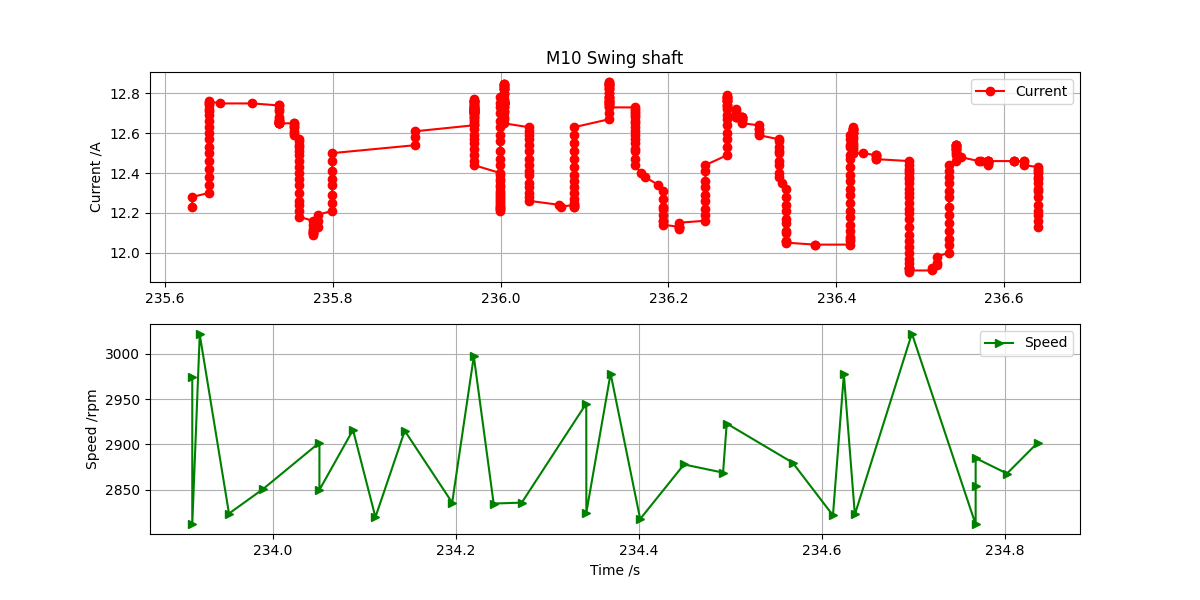 M10 Swing shaft
Current /A
12.8
12.6
12.4
12.2
12.0
Current
235.6 235.8 236.0 236.2 236.4 236.6
Speed /rpm
3000
2950
2900
2850
Speed
234.0 234.2 234.4 234.6 234.8
Time /s